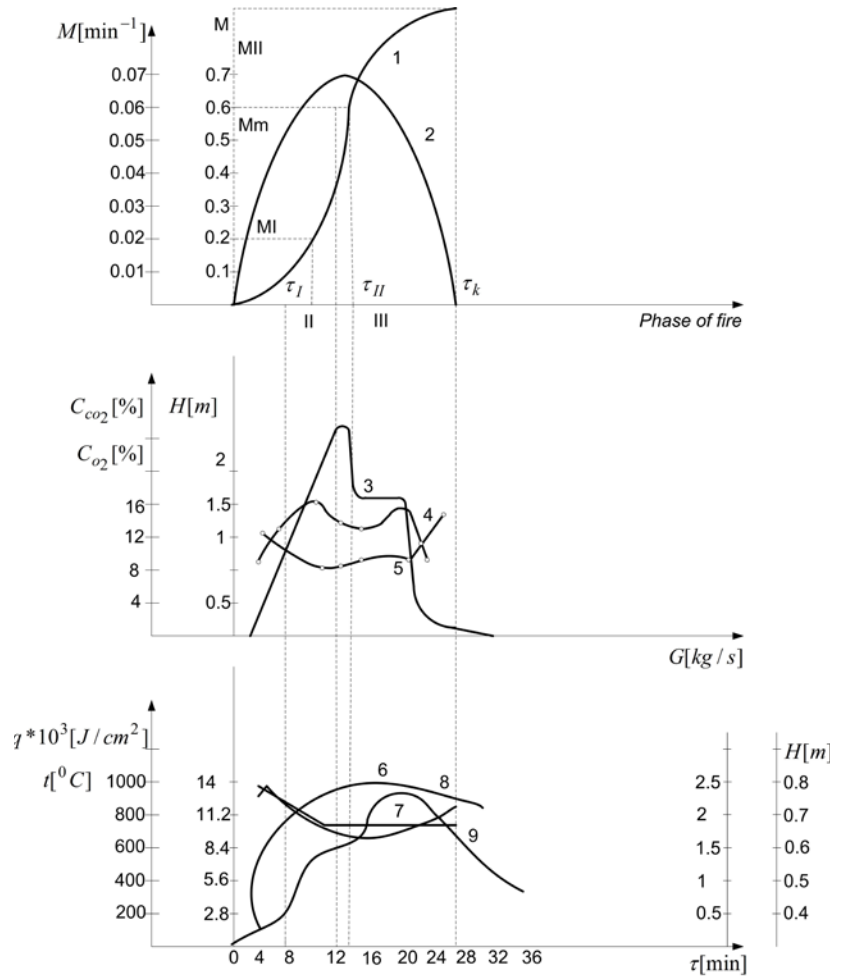 M[min⁻¹] M
MII
1
0.07 0.7
0.06 0.6
0.05 Mm 0.5 2
0.04 0.4
0.03 0.3
0.02 MI 0.2
0.01 0.1
τI τII τk
II III Phase of fire
Cco₂[%] H[m]
Co₂[%] 2
16 1.5 3 4
12 1
8 5
4 0.5
G[kg/s]
q*10³[J/cm²] H[m]
t[⁰C] 1000 14 6 8 2.5 0.8
800 11.2 7 2 0.7
600 8.4 9 1.5 0.6
400 5.6 1 0.5
200 2.8 0.5 0.4
0 4 8 12 16 20 24 28 32 36 τ[min]